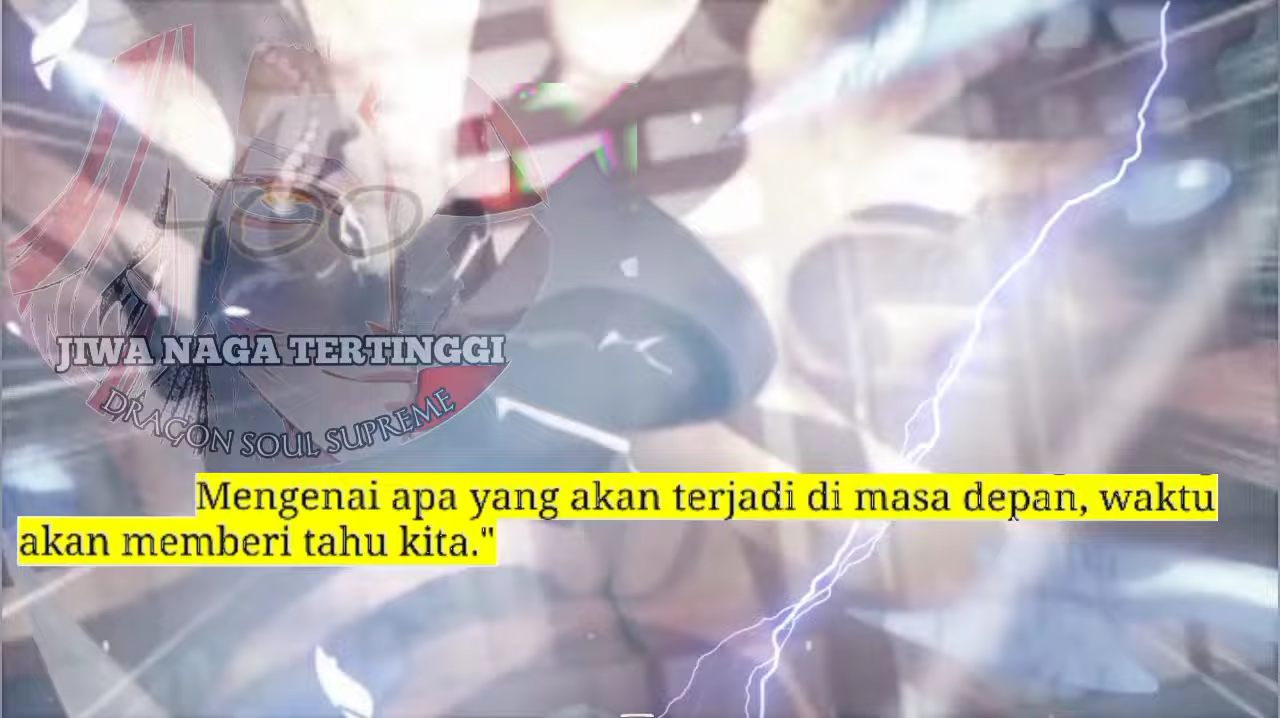 400
JIWA NAGA TERTINGGI
DRAGON SOUL SUPREME
Mengenai apa yang akan terjadi di masa depan, waktu
akan memberi tahu kita."